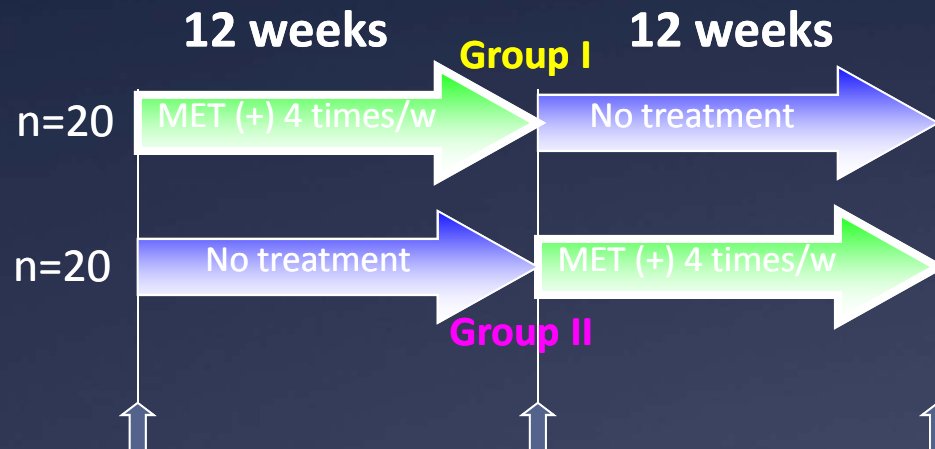 12 weeks
12 weeks
Group I
n=20
MET (+) 4 times/w
No treatment
n=20
No treatment
MET (+) 4 times/w
Group II